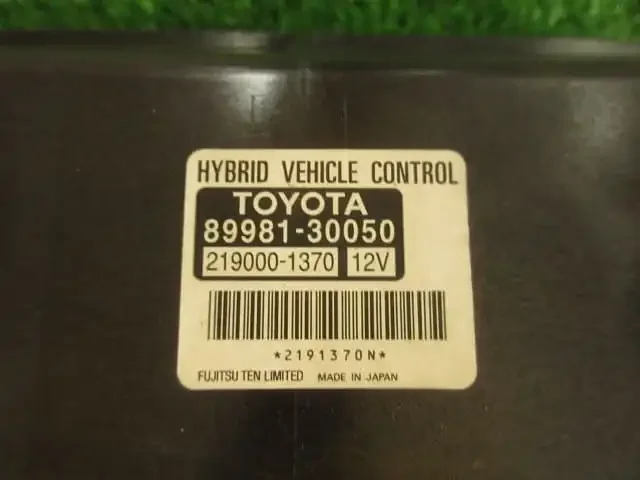 HYBRID VEHICLE CONTROL
TOYOTA
89981-30050
219000-1370 12V
*2191370N*
FUJITSU TEN LIMITED MADE IN JAPAN